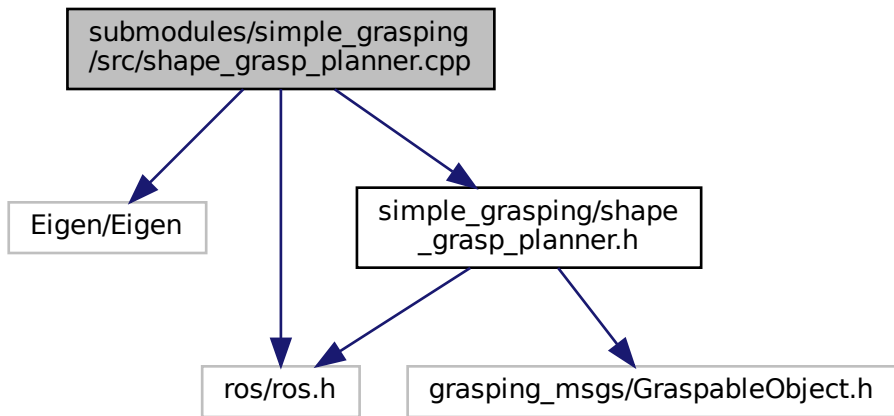 submodules/simple_grasping
/src/shape_grasp_planner.cpp
Eigen/Eigen
simple_grasping/shape
_grasp_planner.h
ros/ros.h
grasping_msgs/GraspableObject.h